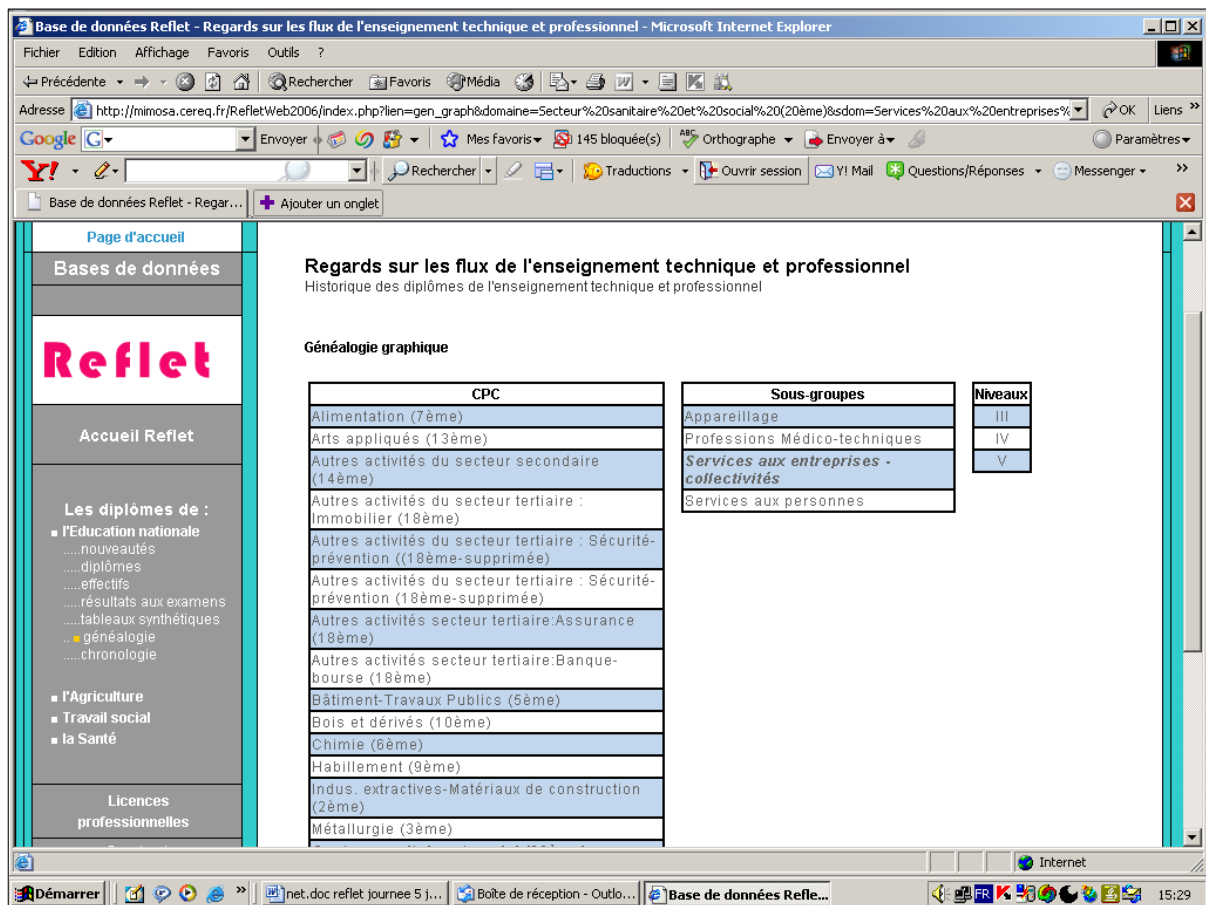 Base de données Reflet - Regards sur les flux de l'enseignement technique et professionnel - Microsoft Internet Explorer
Fichier Edition Affichage Favoris Outils ?
Précédente Rechercher Favoris Média
Adresse http://mimosa.cereq.fr/RefletWeb2006/index.php?lien=gen_graph&domaine=Secteur%20sanitaire%20et%20social%20(20ème)&sdom=Services%20aux%20entreprises% OK Liens »
Google G Envoyer Mes favoris 145 bloquée(s) ABC Orthographe Envoyer à Paramètres
Y! Rechercher Traductions Ouvrir session Y! Mail Questions/Réponses Messenger »
Base de données Reflet - Regar... Ajouter un onglet
Page d'accueil
Bases de données
Reflet
Accueil Reflet
Les diplômes de :
l'Education nationale
.....nouveautés
.....diplômes
.....effectifs
.....résultats aux examens
.....tableaux synthétiques
.. génealogie
.....chronologie
l'Agriculture
Travail social
la Santé
Licences
professionnelles
Regards sur les flux de l'enseignement technique et professionnel
Historique des diplômes de l'enseignement technique et professionnel
Généalogie graphique
CPC
Alimentation (7ème)
Arts appliqués (13ème)
Autres activités du secteur secondaire
(14ème)
Autres activités du secteur tertiaire :
Immobilier (18ème)
Autres activités du secteur tertiaire : Sécurité-
prévention ((18ème-supprimée)
Autres activités du secteur tertiaire : Sécurité-
prévention (18ème-supprimée)
Autres activités secteur tertiaire:Assurance
(18ème)
Autres activités secteur tertiaire:Banque-
bourse (18ème)
Bâtiment-Travaux Publics (5ème)
Bois et dérivés (10ème)
Chimie (6ème)
Habillement (9ème)
Indus. extractives-Matériaux de construction
(2ème)
Métallurgie (3ème)
Sous-groupes
Appareillage
Professions Médico-techniques
Services aux entreprises -
collectivités
Services aux personnes
Niveaux
III
IV
V
Internet
Démarrer » net.doc reflet journee 5 j... Boîte de réception - Outlo... Base de données Refle... FR 15:29